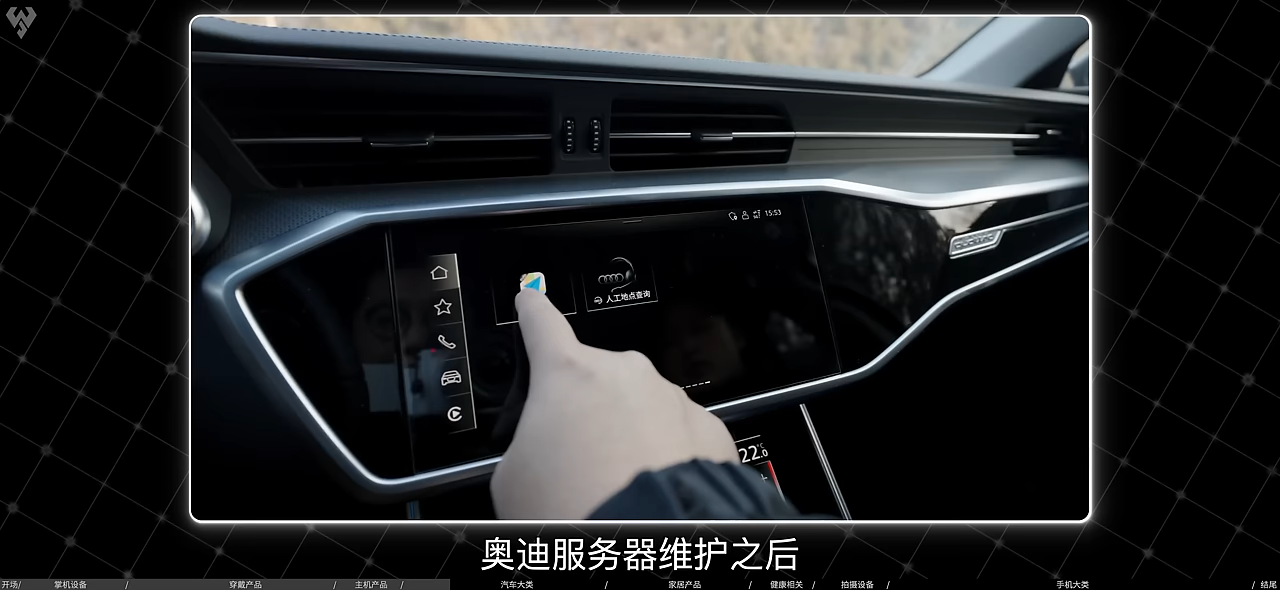 15:53
人工地点查询
22.0
°C
奥迪服务器维护之后
开场/ 掌机设备 / 穿戴产品 / 主机产品 / 汽车大类 / 家居产品 / 健康相关 / 拍摄设备 / 手机大类 / 结尾